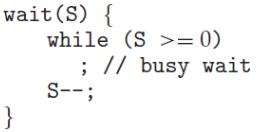 wait(S) {
while (S >= 0)
; // busy wait
S--;
}